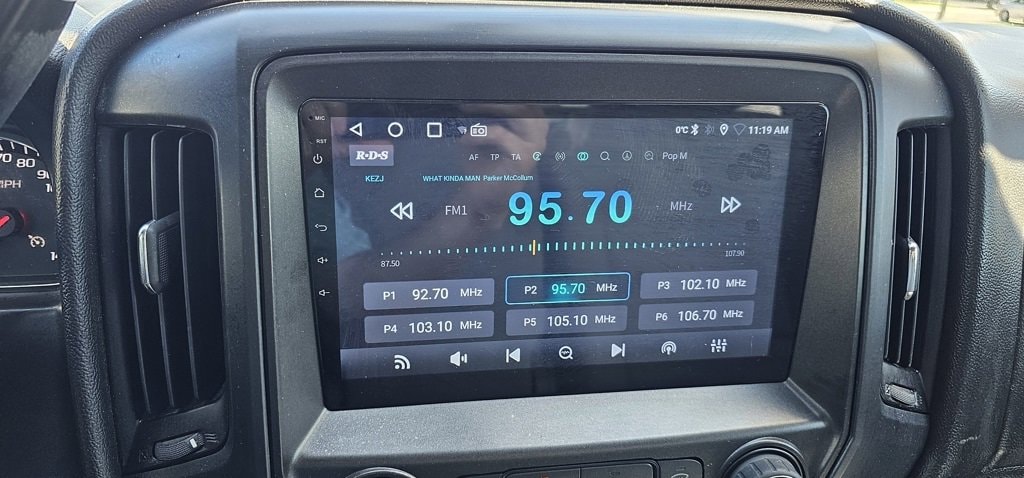 MIC
RST
0°C 11:19 AM
R·D·S AF TP TA Pop M
KEZJ WHAT KINDA MAN Parker McCollum
FM1 95.70 MHz
87.50 107.90
P1 92.70 MHz P2 95.70 MHz P3 102.10 MHz
P4 103.10 MHz P5 105.10 MHz P6 106.70 MHz
70 80 90
MPH